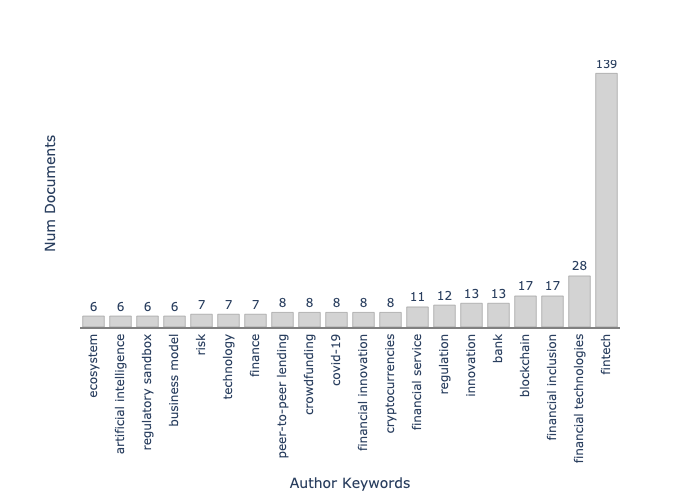 139
28
17
17
13
13
12
11
8
8
8
8
8
7
7
7
6
6
6
6
Num Documents
ecosystem
artificial intelligence
regulatory sandbox
business model
risk
technology
finance
peer-to-peer lending
crowdfunding
covid-19
financial innovation
cryptocurrencies
financial service
regulation
innovation
bank
blockchain
financial inclusion
financial technologies
fintech
Author Keywords